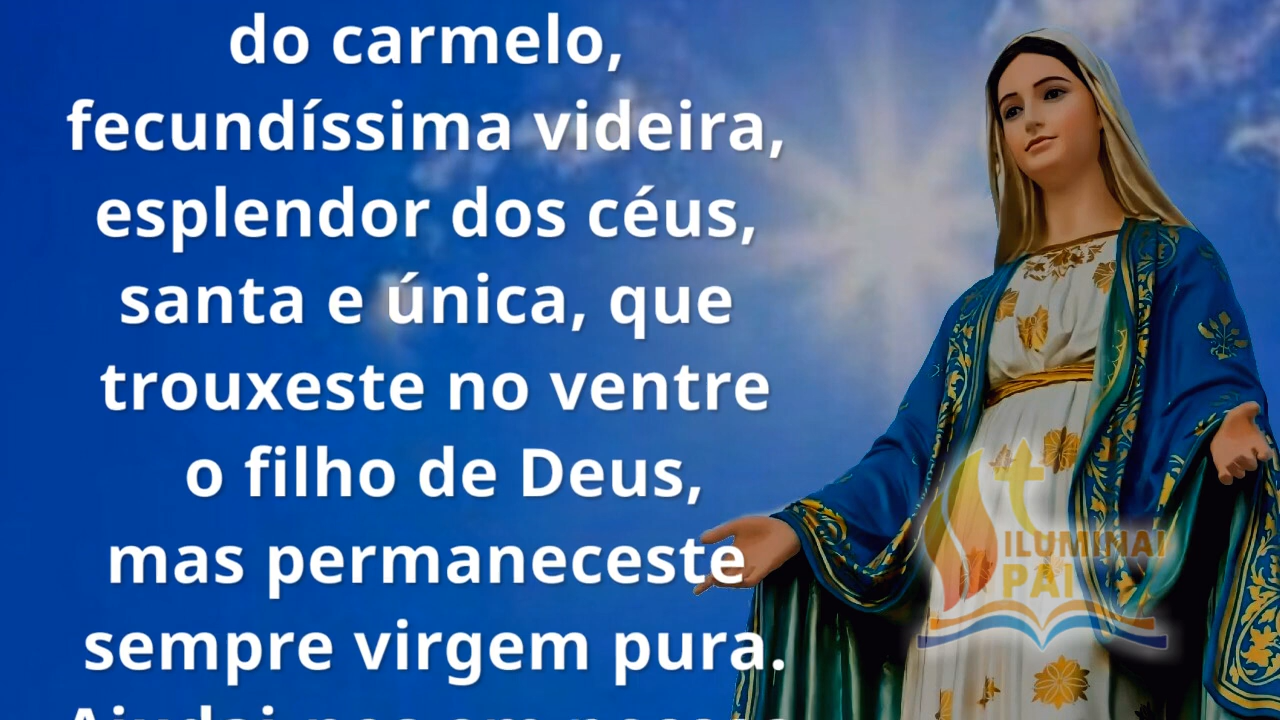 do carmelo,
fecundíssima videira,
esplendor dos céus,
santa e única, que
trouxeste no ventre
o filho de Deus,
mas permaneceste
sempre virgem pura.
ILUMINAI
PAI